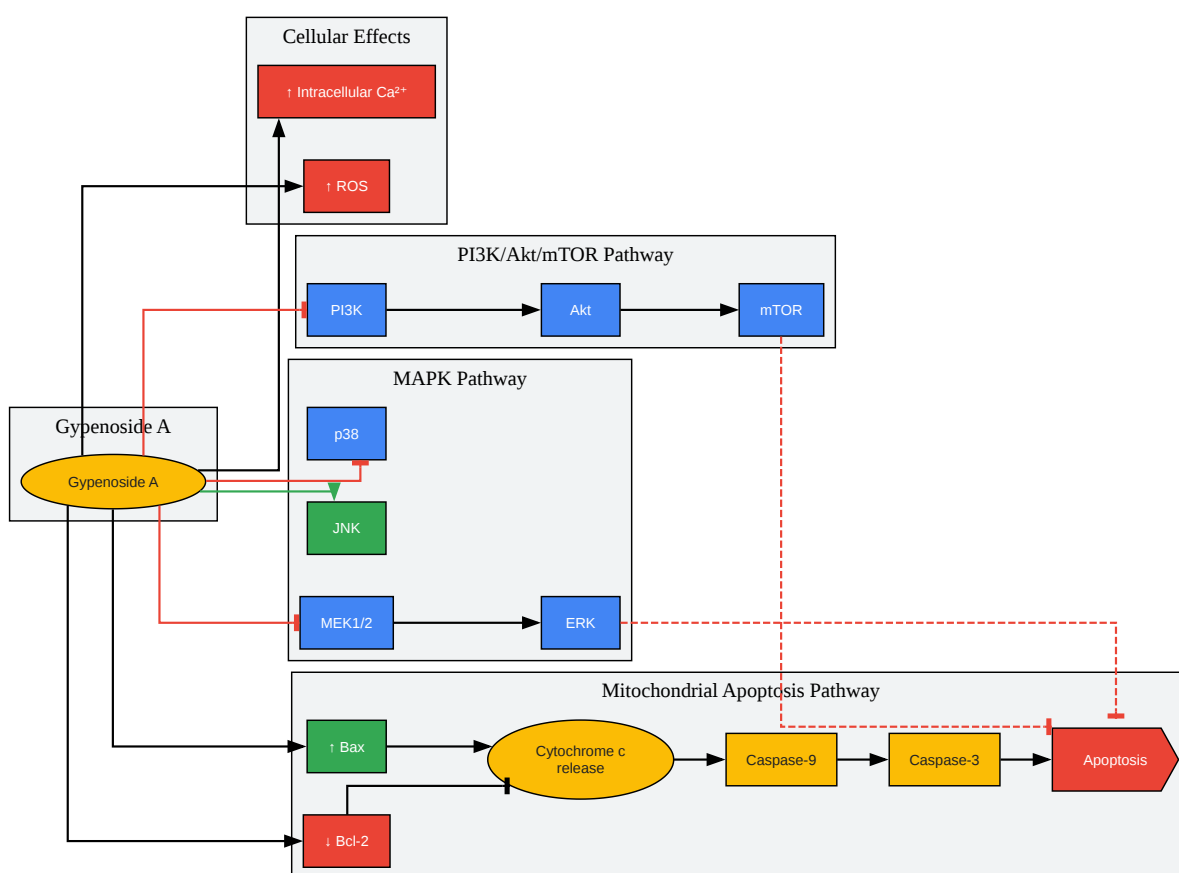 Cellular Effects
↑ Intracellular Ca²⁺
↑ ROS
PI3K/Akt/mTOR Pathway
PI3K
Akt
mTOR
MAPK Pathway
p38
Gypenoside A
Gypenoside A
JNK
MEK1/2
ERK
Mitochondrial Apoptosis Pathway
↑ Bax
Cytochrome c
release
Caspase-9
Caspase-3
Apoptosis
↓ Bcl-2